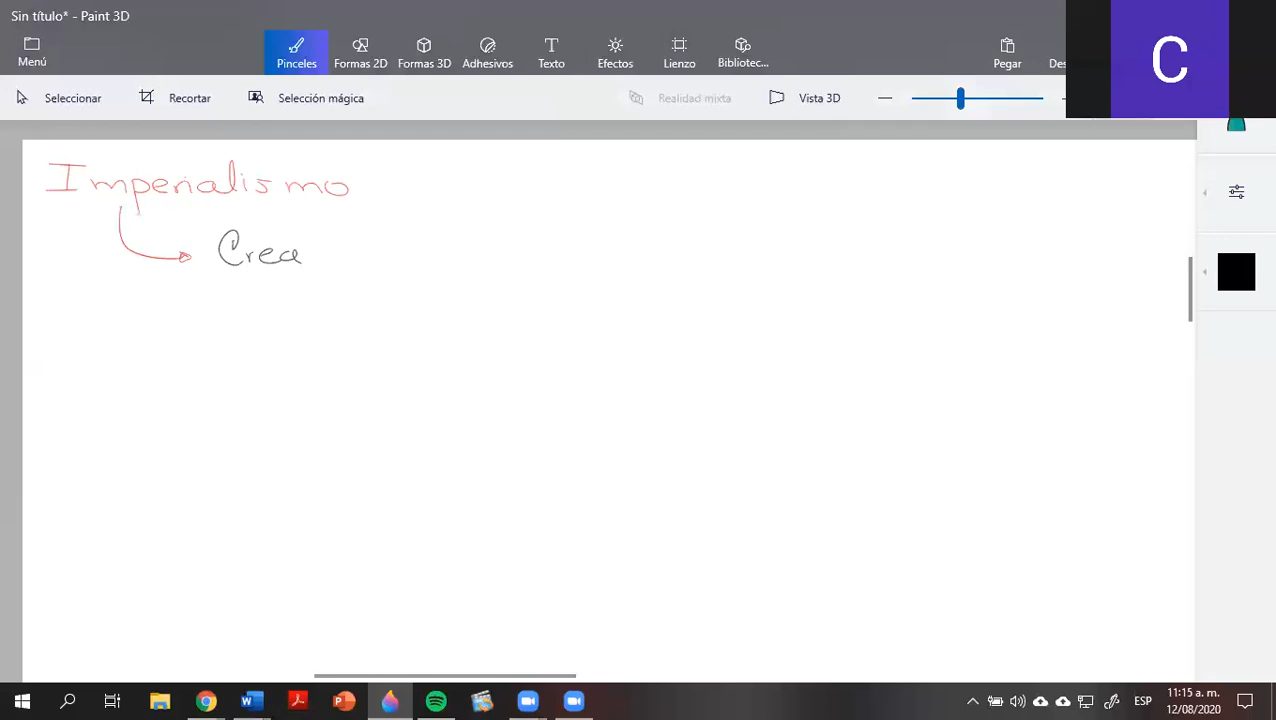 Sin título* - Paint 3D
Menú
Pinceles
Formas 2D
Formas 3D
Adhesivos
Texto
Efectos
Lienzo
Bibliotec...
Pegar
C
Seleccionar
Recortar
Selección mágica
Realidad mixta
Vista 3D
Imperialismo
Crea
ESP
11:15 a. m.
12/08/2020